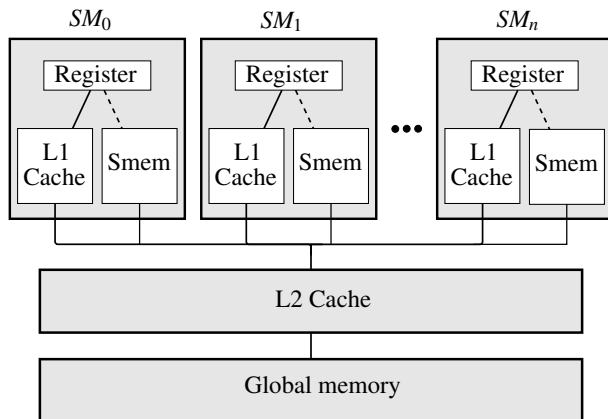 SM₀
SM₁
SMₙ
Register
Register
Register
L1
Cache
Smem
L1
Cache
Smem
•••
L1
Cache
Smem
L2 Cache
Global memory